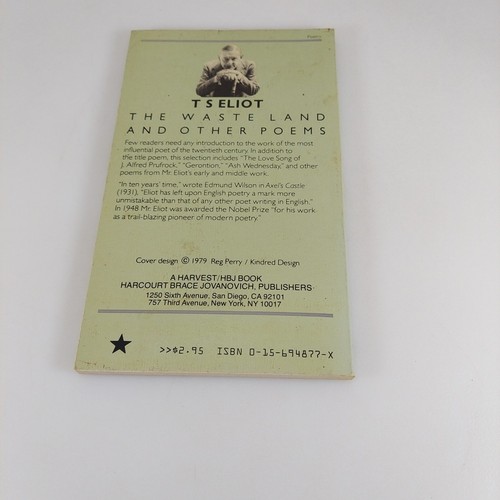 T S ELIOT
THE WASTE LAND
AND OTHER POEMS
Few readers need any introduction to the work of the most
influential poet of the twentieth century. In addition to
the title poem, this selection includes "The Love Song of
J. Alfred Prufrock," "Gerontion," "Ash Wednesday," and other
poems from Mr. Eliot's early and middle work.
"In ten years' time," wrote Edmund Wilson in Axel's Castle
(1931), "Eliot has left upon English poetry a mark more
unmistakable than that of any other poet writing in English."
In 1948 Mr. Eliot was awarded the Nobel Prize "for his work
as a trail-blazing pioneer of modern poetry."
Cover design © 1979 Reg Perry / Kindred Design
A HARVEST/HBJ BOOK
HARCOURT BRACE JOVANOVICH, PUBLISHERS
1250 Sixth Avenue, San Diego, CA 92101
757 Third Avenue, New York, NY 10017
>>$2.95 ISBN 0-15-694877-X